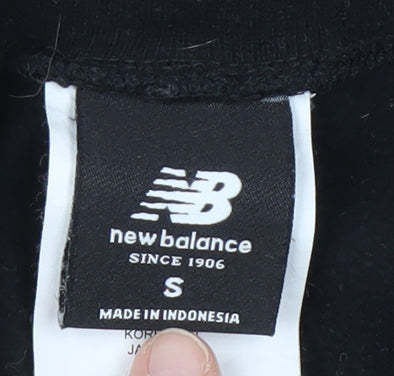 NB
new balance
SINCE 1906
S
MADE IN INDONESIA